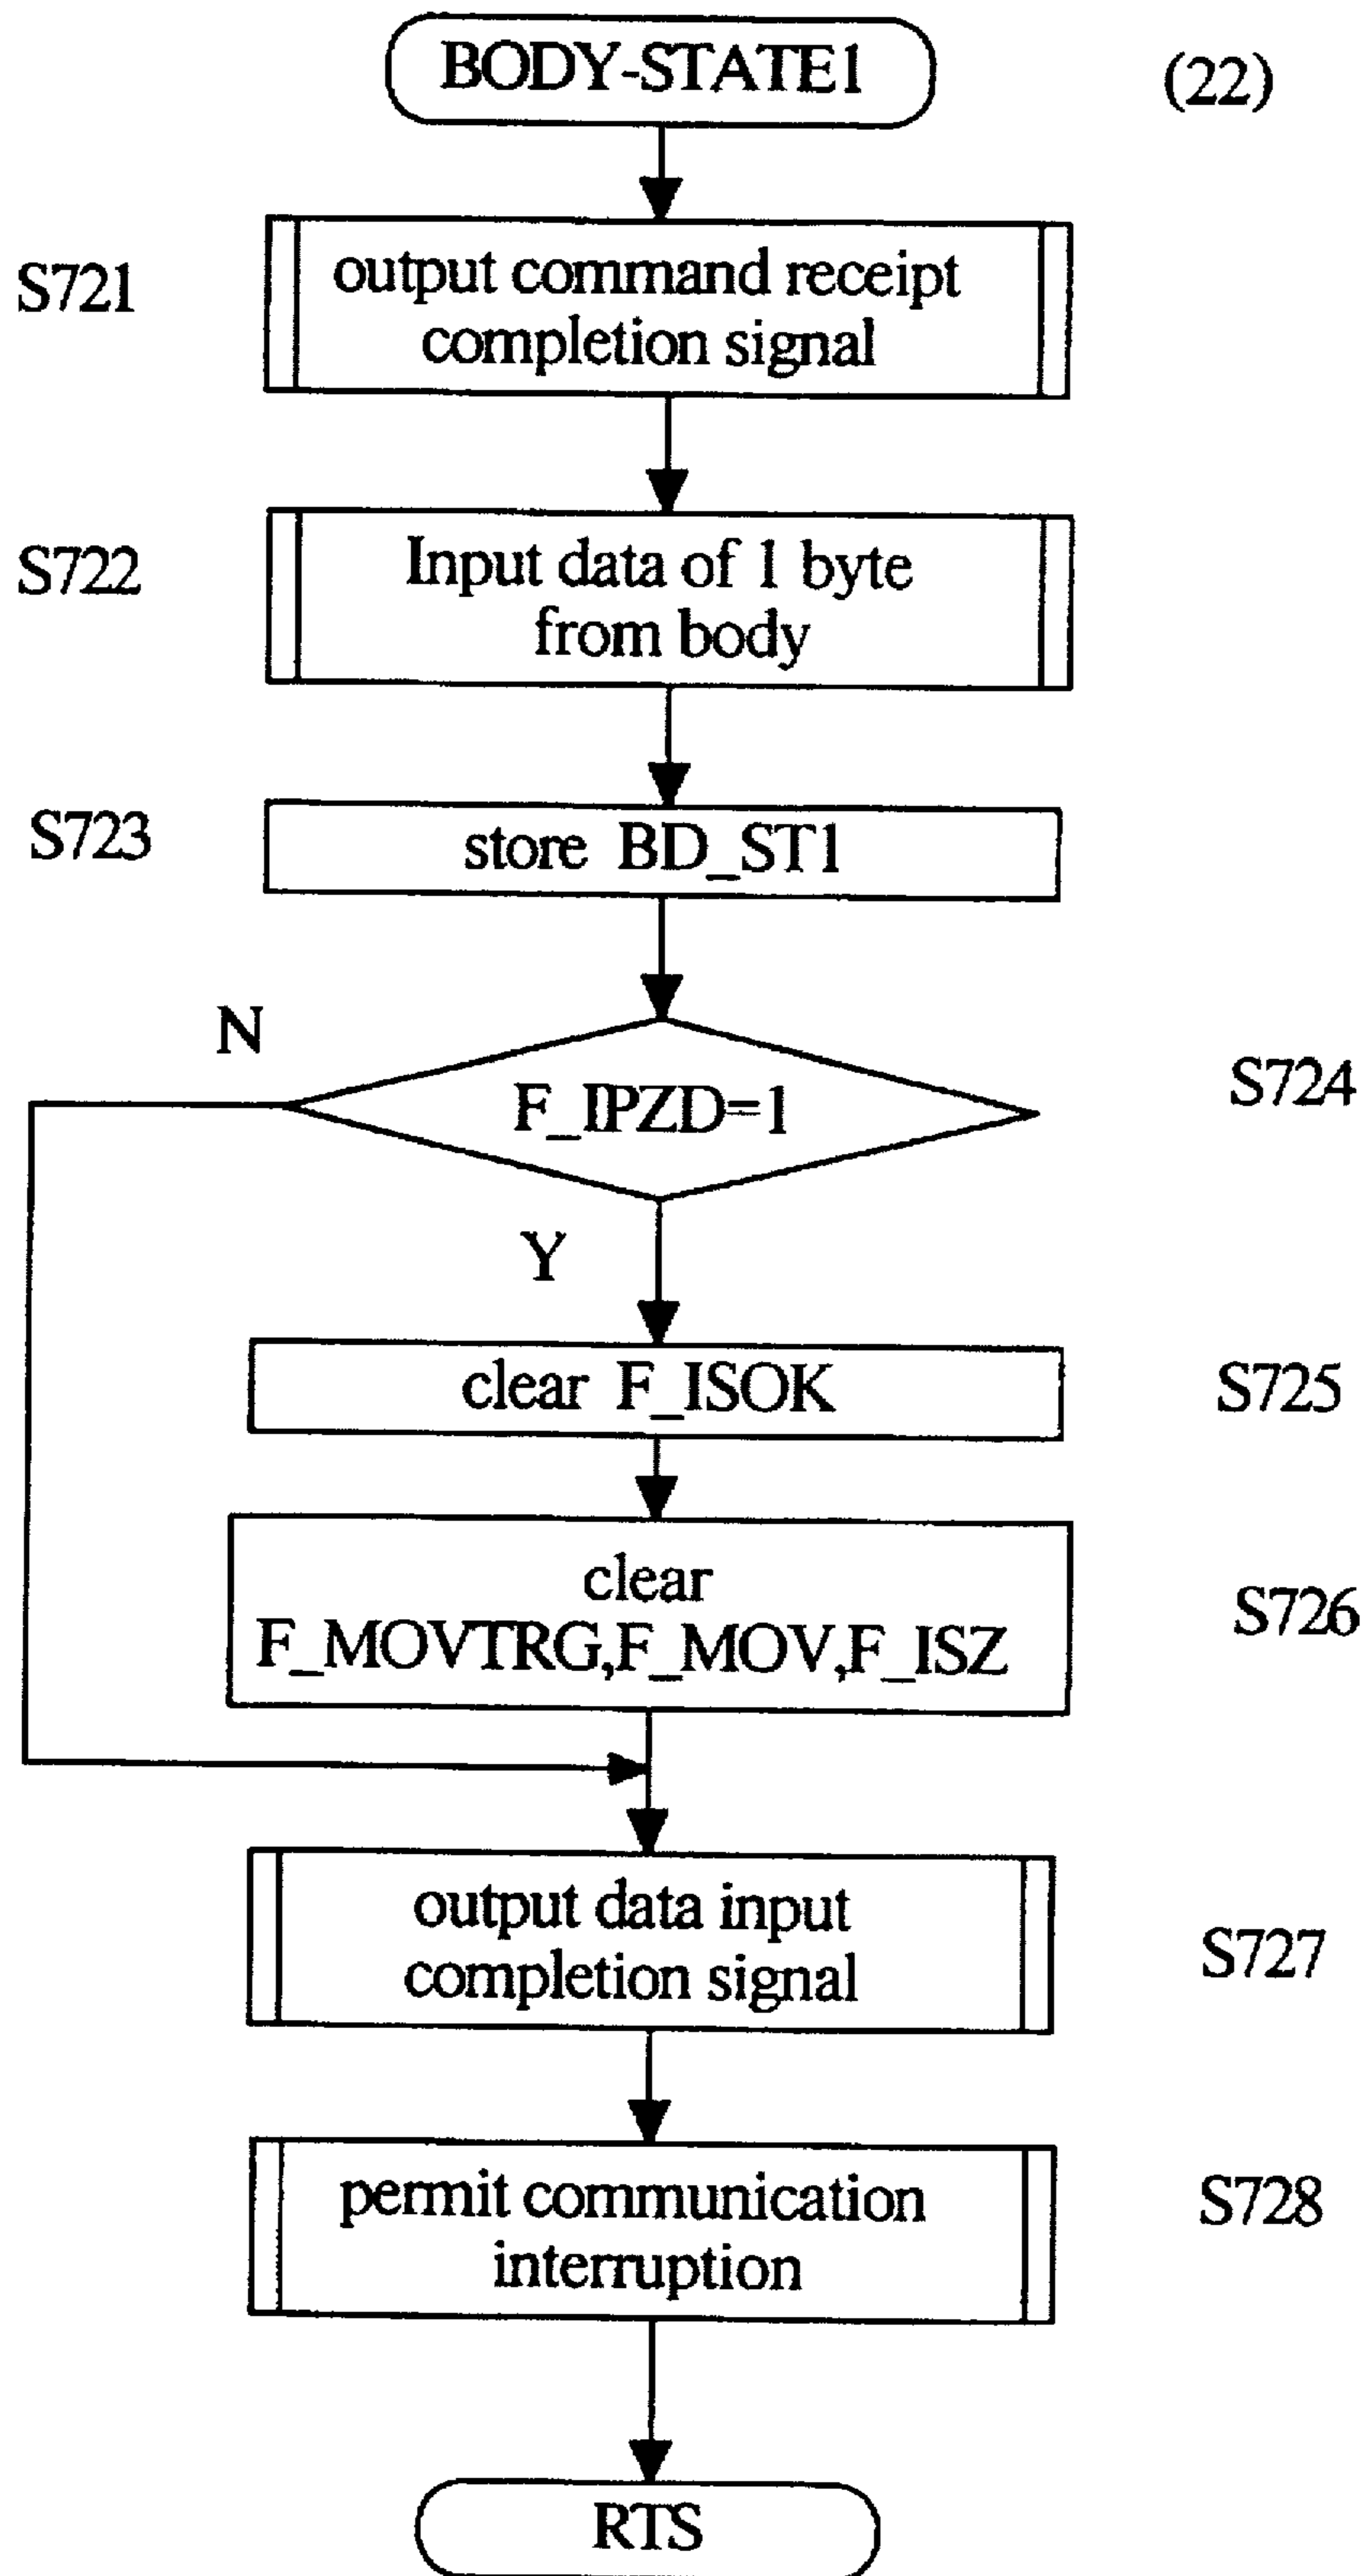 BODY-STATE1
(22)
S721
output command receipt
completion signal
S722
Input data of 1 byte
from body
S723
store BD_ST1
N
F_IPZD=1
S724
Y
clear F_ISOK
S725
clear
F_MOVTRG,F_MOV,F_ISZ
S726
output data input
completion signal
S727
permit communication
interruption
S728
RTS